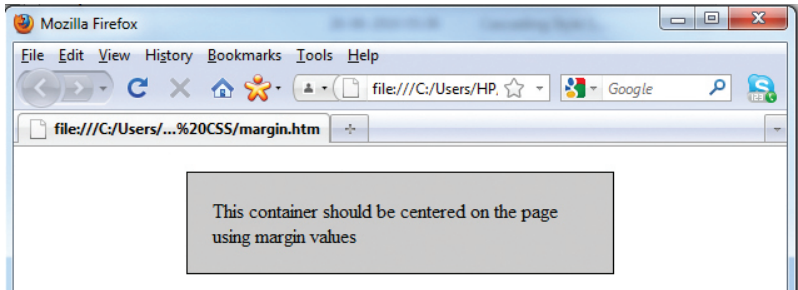 Mozilla Firefox
File Edit View History Bookmarks Tools Help
file:///C:/Users/HP, Google
file:///C:/Users/...%20CSS/margin.htm
This container should be centered on the page
using margin values